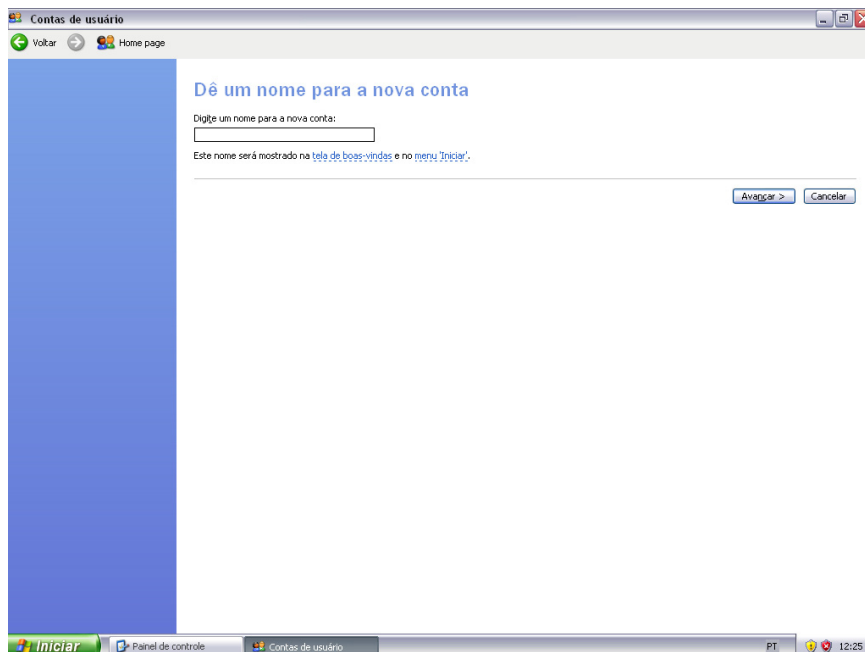 Contas de usuário
Voltar
Home page
Dê um nome para a nova conta
Digite um nome para a nova conta:
Este nome será mostrado na tela de boas-vindas e no menu 'Iniciar'.
Avançar >
Cancelar
Iniciar
Painel de controle
Contas de usuário
PT
12:25